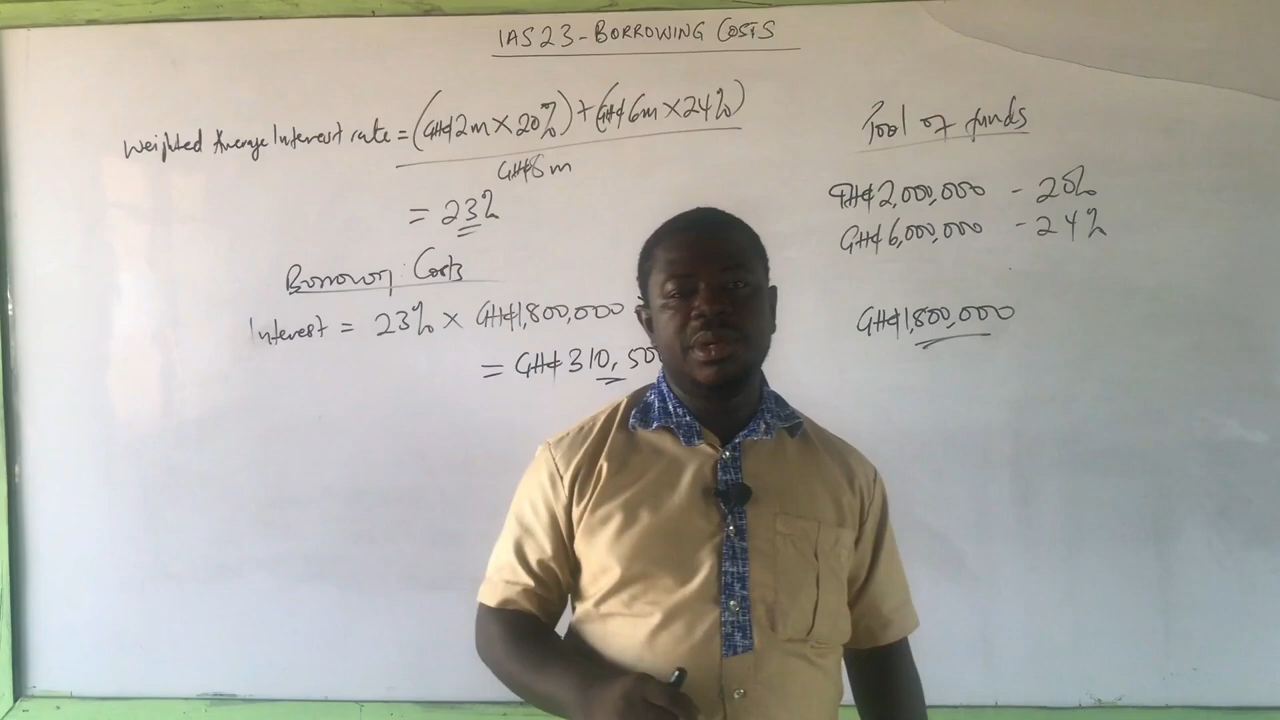 IAS 23 - BORROWING COSTS
Weighted Average Interest rate = (GH¢2m × 20%) + (GH¢6m × 24%)
GH¢8m
= 23%
Borrowing Costs
Interest = 23% × GH¢1,800,000
= GH¢310,50
Pool of funds
GH¢2,000,000 - 20%
GH¢6,000,000 - 24%
GH¢1,800,000